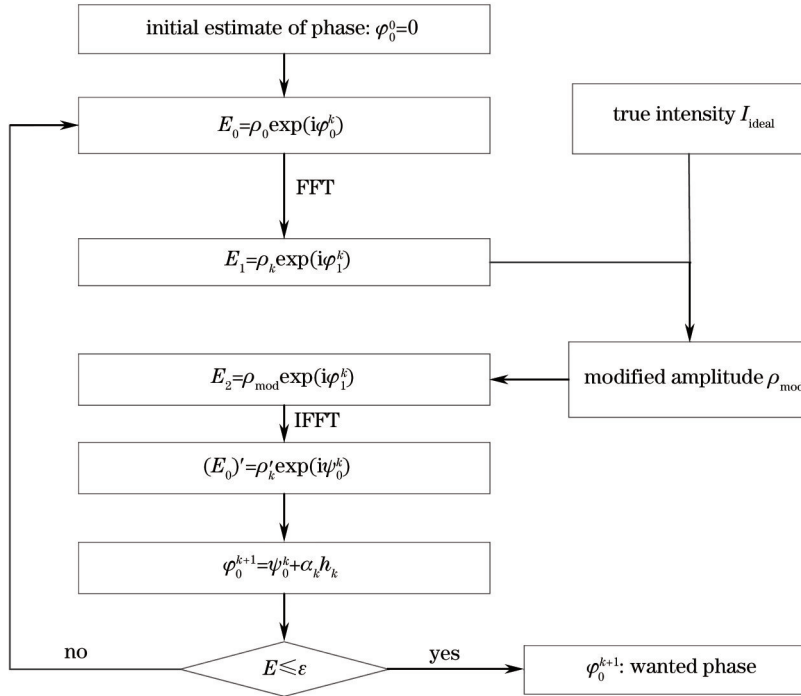 initial estimate of phase: φ₀⁰=0
E₀=ρ₀exp(iφ₀ᵏ)
true intensity I_ideal
FFT
E₁=ρₖexp(iφ₁ᵏ)
E₂=ρ_mod exp(iφ₁ᵏ)
modified amplitude ρ_mod
IFFT
(E₀)′=ρ′ₖexp(iψ₀ᵏ)
φ₀ᵏ⁺¹=ψ₀ᵏ+αₖhₖ
no
E⩽ε
yes
φ₀ᵏ⁺¹: wanted phase